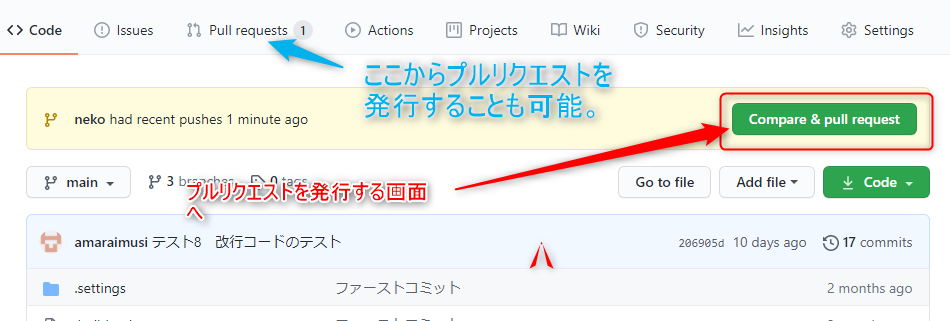 Code Issues Pull requests 1 Actions Projects Wiki Security Insights Settings
ここからプルリクエストを
発行することも可能。
neko had recent pushes 1 minute ago Compare & pull request
main 3 branches 0 tags Go to file Add file Code
プルリクエストを発行する画面
へ
amaraimusi テスト8 改行コードのテスト 206905d 10 days ago 17 commits
.settings ファーストコミット 2 months ago